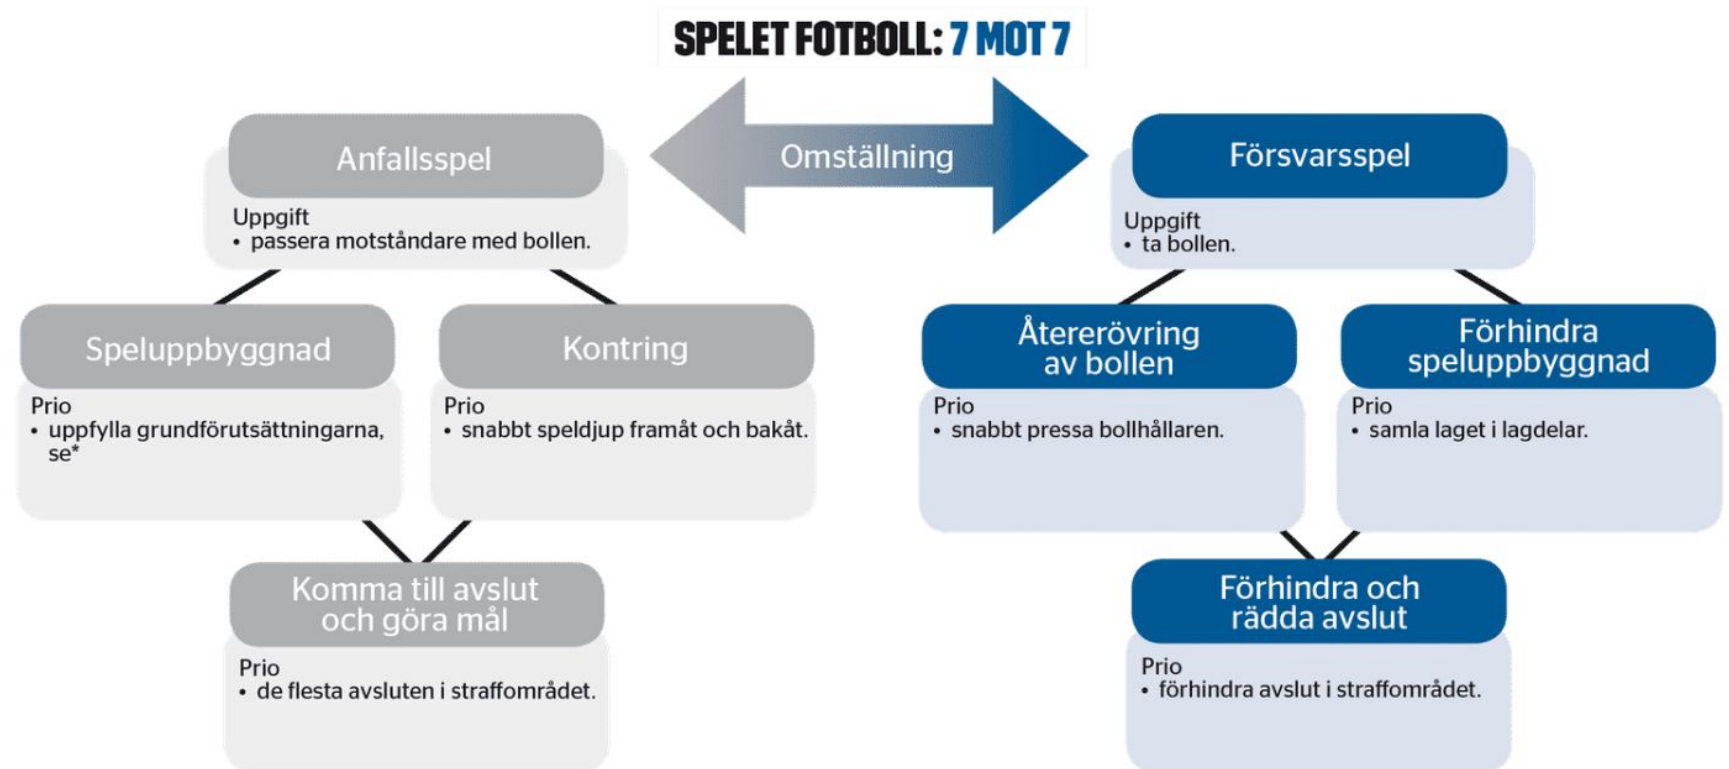 SPELET FOTBOLL: 7 MOT 7
Omställning
Anfallsspel
Uppgift
• passera motståndare med bollen.
Speluppbyggnad
Prio
• uppfylla grundförutsättningarna,
se*
Kontring
Prio
• snabbt speldjup framåt och bakåt.
Komma till avslut
och göra mål
Prio
• de flesta avsluten i straffområdet.
Försvarsspel
Uppgift
• ta bollen.
Återerövring
av bollen
Prio
• snabbt pressa bollhållaren.
Förhindra
speluppbyggnad
Prio
• samla laget i lagdelar.
Förhindra och
rädda avslut
Prio
• förhindra avslut i straffområdet.